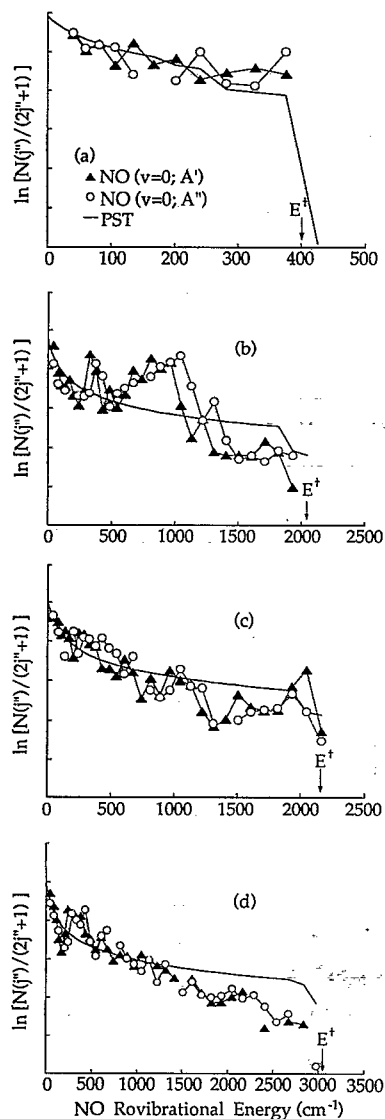 ln [N(j")/(2j"+1) ]
(a)
▲ NO (v=0; A')
○ NO (v=0; A")
— PST
E†
0 100 200 300 400 500
ln [N(j")/(2j"+1) ]
(b)
E†
0 500 1000 1500 2000 2500
ln [N(j")/(2j"+1) ]
(c)
E†
0 500 1000 1500 2000 2500
ln [N(j")/(2j"+1) ]
(d)
E†
0 500 1000 1500 2000 2500 3000 3500
NO Rovibrational Energy (cm⁻¹)